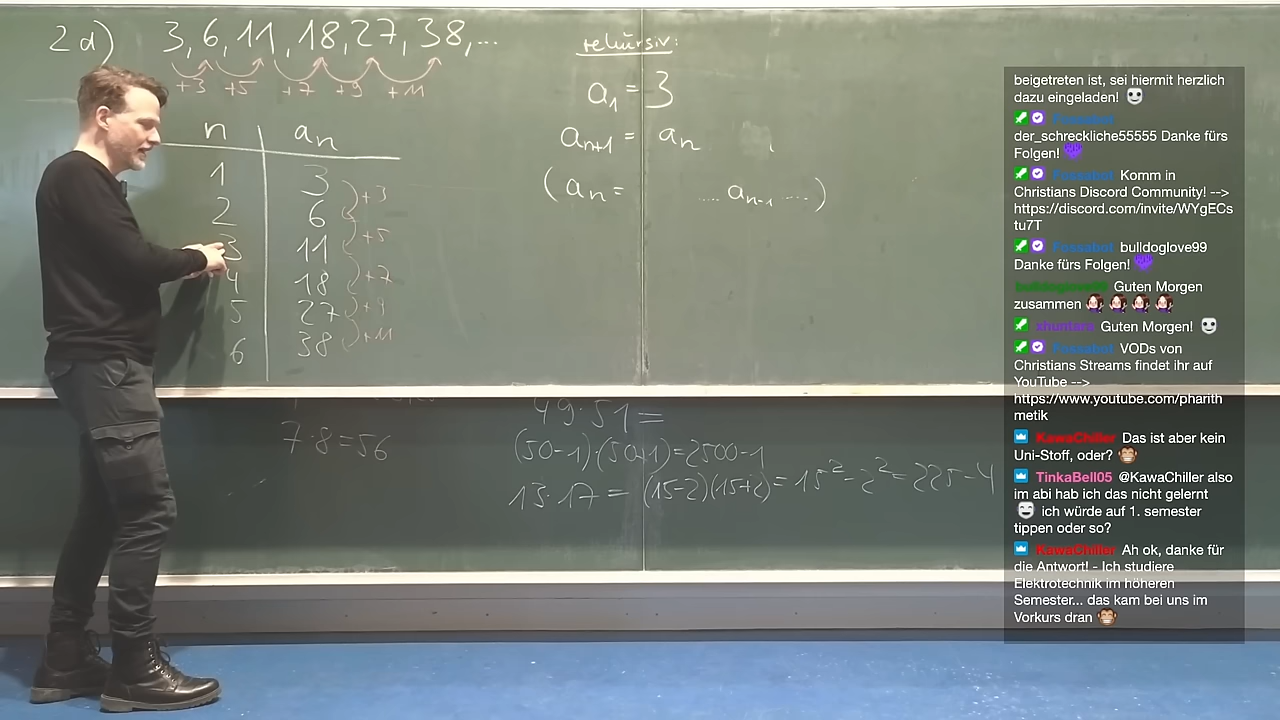 2d) 3, 6, 11, 18, 27, 38, ...
+3 +5 +7 +9 +11
n an
1 3
2 6
3 11
4 18
5 27
6 38
+3
+5
+7
+9
+11
rekursiv:
a1 = 3
an+1 = an
(an = ..... an-1 .....)
7·8=56
49·51=
(50-1)·(50+1)=2500-1
13·17 = (15-2)(15+2)=15²-2²=225-4
beigetreten ist, sei hiermit herzlich
dazu eingeladen!
Fossabot
der_schreckliche55555 Danke fürs
Folgen!
Fossabot Komm in
Christians Discord Community! -->
https://discord.com/invite/WYgECs
tu7T
Fossabot bulldoglove99
Danke fürs Folgen!
bulldoglove99 Guten Morgen
zusammen
xhunters Guten Morgen!
Fossabot VODs von
Christians Streams findet ihr auf
YouTube -->
https://www.youtube.com/pharith
metik
KawaChiller Das ist aber kein
Uni-Stoff, oder?
TinkaBell05 @KawaChiller also
im abi hab ich das nicht gelernt
ich würde auf 1. semester
tippen oder so?
KawaChiller Ah ok, danke für
die Antwort! - Ich studiere
Elektrotechnik im höheren
Semester... das kam bei uns im
Vorkurs dran